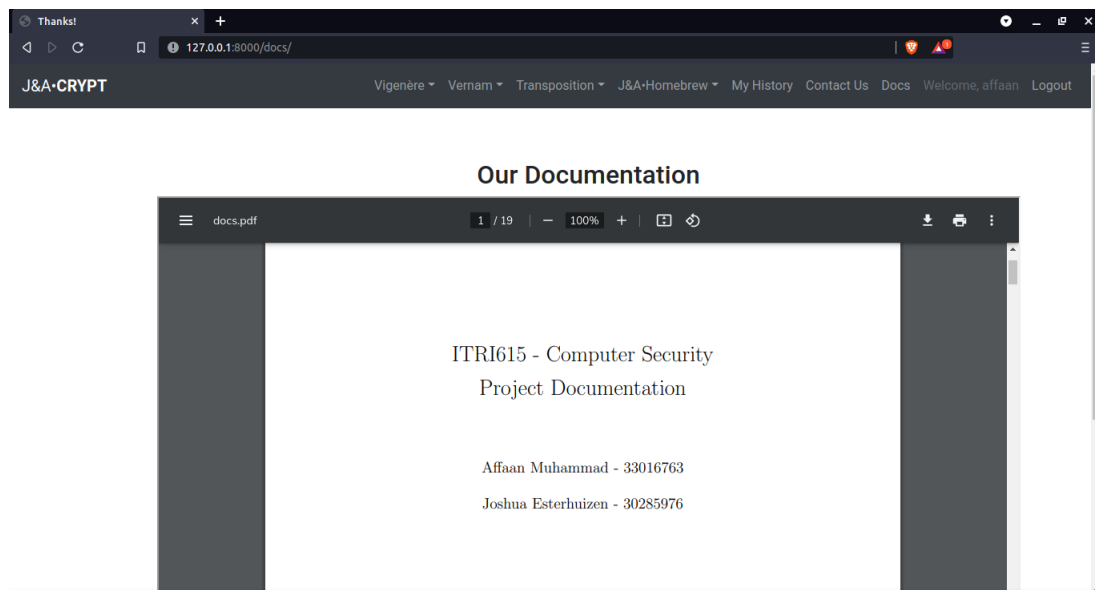 Thanks!
127.0.0.1:8000/docs/
1
J&A•CRYPT Vigenère Vernam Transposition J&A•Homebrew My History Contact Us Docs Welcome, affaan Logout
Our Documentation
docs.pdf 1 / 19 100%
ITRI615 - Computer Security
Project Documentation
Affaan Muhammad - 33016763
Joshua Esterhuizen - 30285976